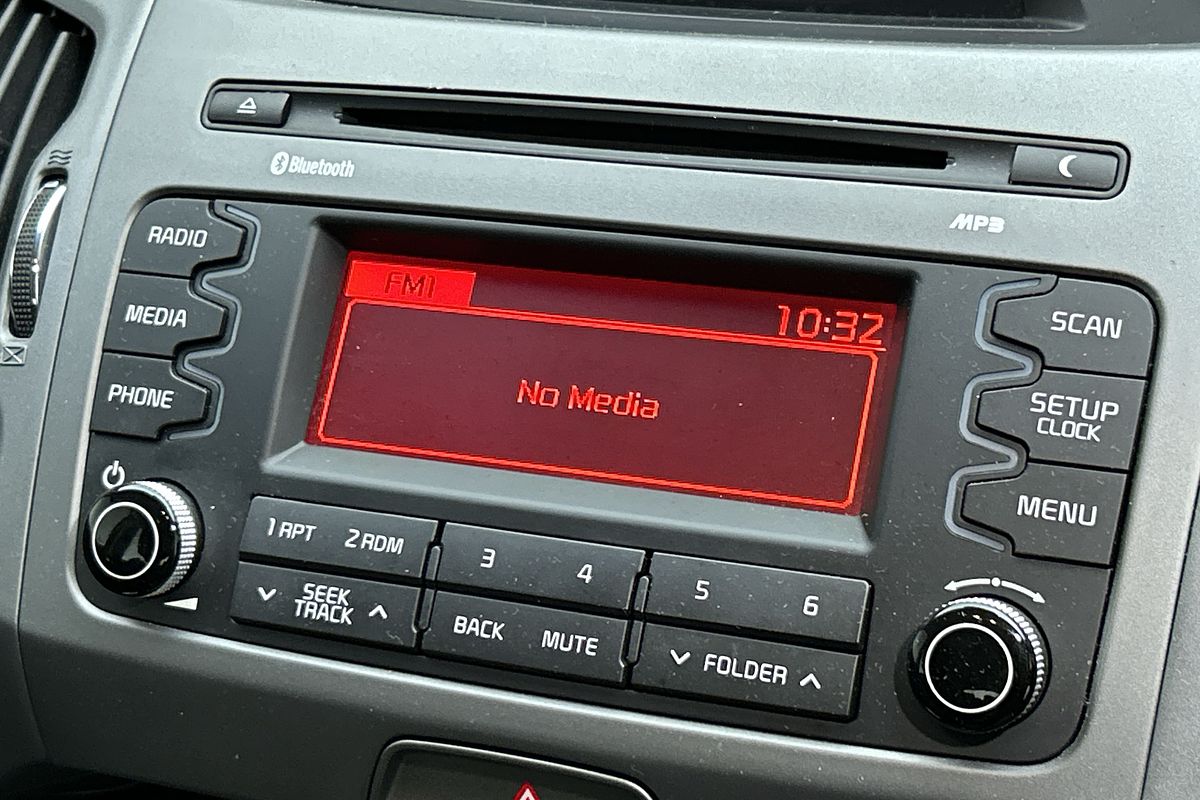 Bluetooth
MP3
RADIO
MEDIA
PHONE
FM1
10:32
No Media
SCAN
SETUP
CLOCK
MENU
1 RPT 2 RDM
3 4
5 6
SEEK
TRACK
BACK MUTE
FOLDER